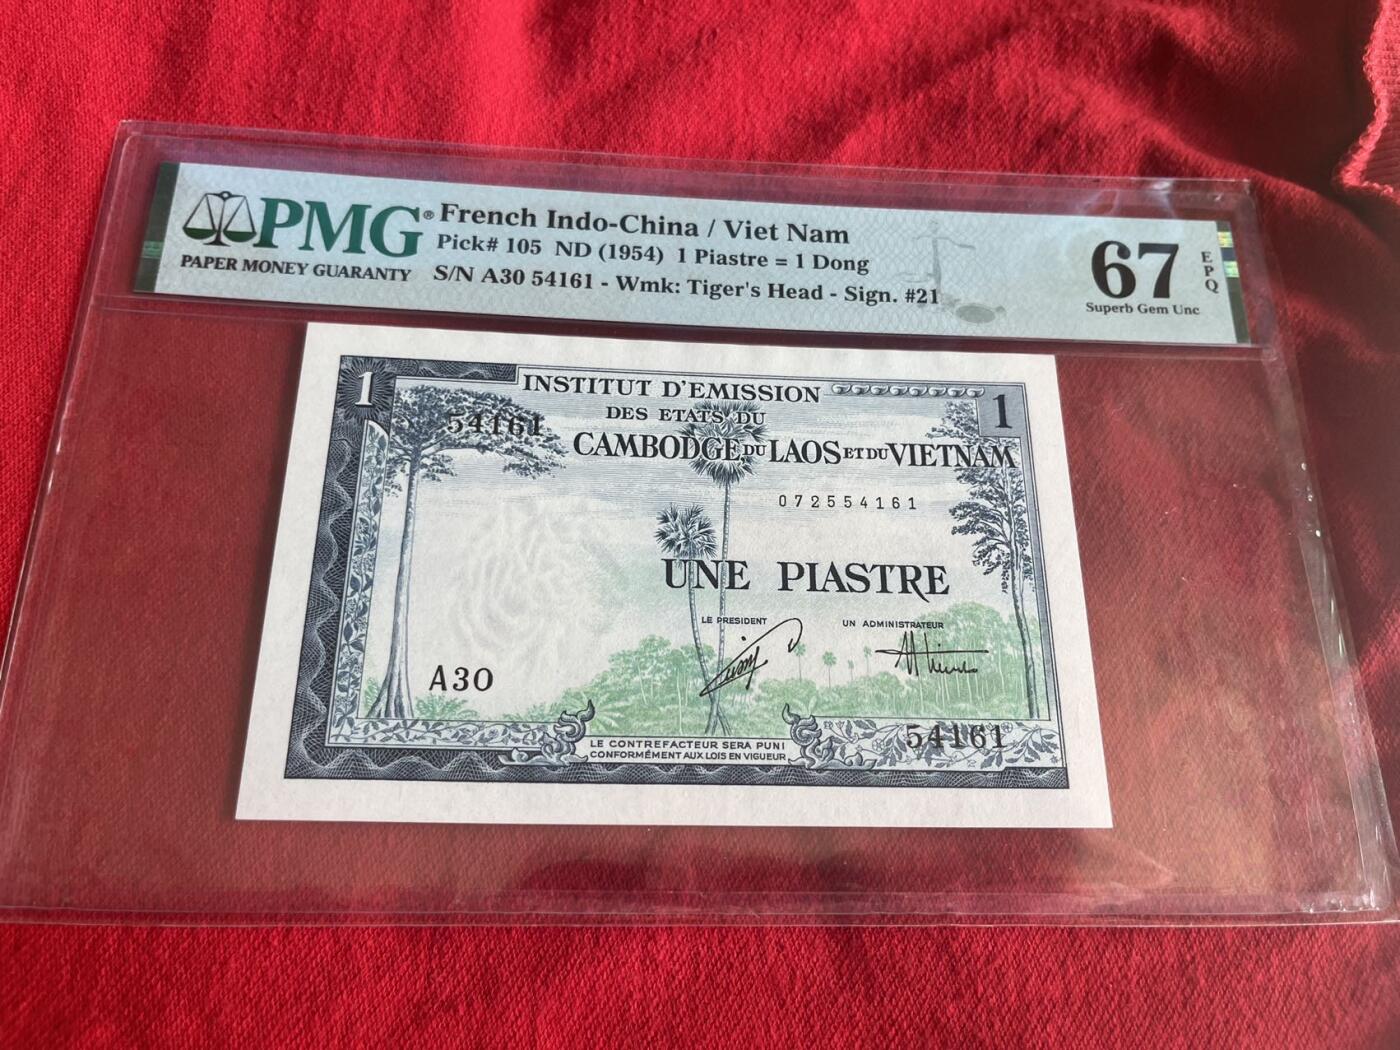 PMG®
PAPER MONEY GUARANTY
French Indo-China / Viet Nam
Pick# 105 ND (1954) 1 Piastre = 1 Dong
S/N A30 54161 - Wmk: Tiger's Head - Sign. #21
67
EPQ
Superb Gem Unc
1
INSTITUT D'EMISSION
1
54161
DES ETATS DU
CAMBODGE DU LAOS ET DU VIETNAM
072554161
UNE PIASTRE
LE PRESIDENT
UN ADMINISTRATEUR
A30
54161
LE CONTREFACTEUR SERA PUNI
CONFORMÉMENT AUX LOIS EN VIGUEUR